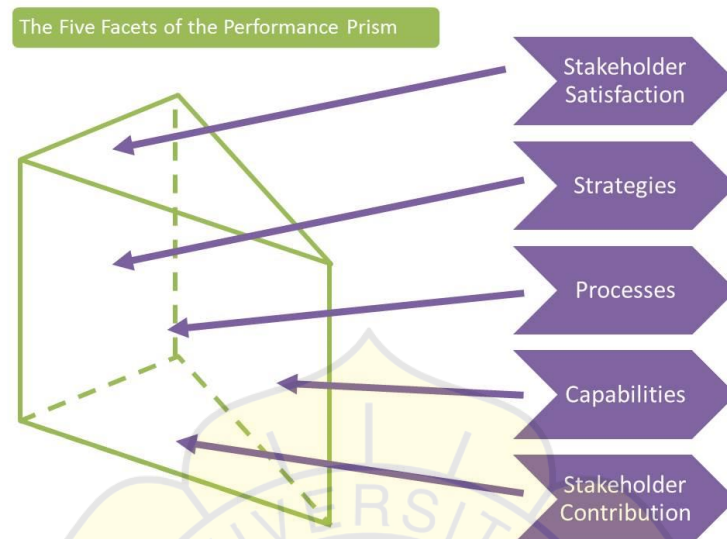 The Five Facets of the Performance Prism
Stakeholder
Satisfaction
Strategies
Processes
Capabilities
Stakeholder
Contribution